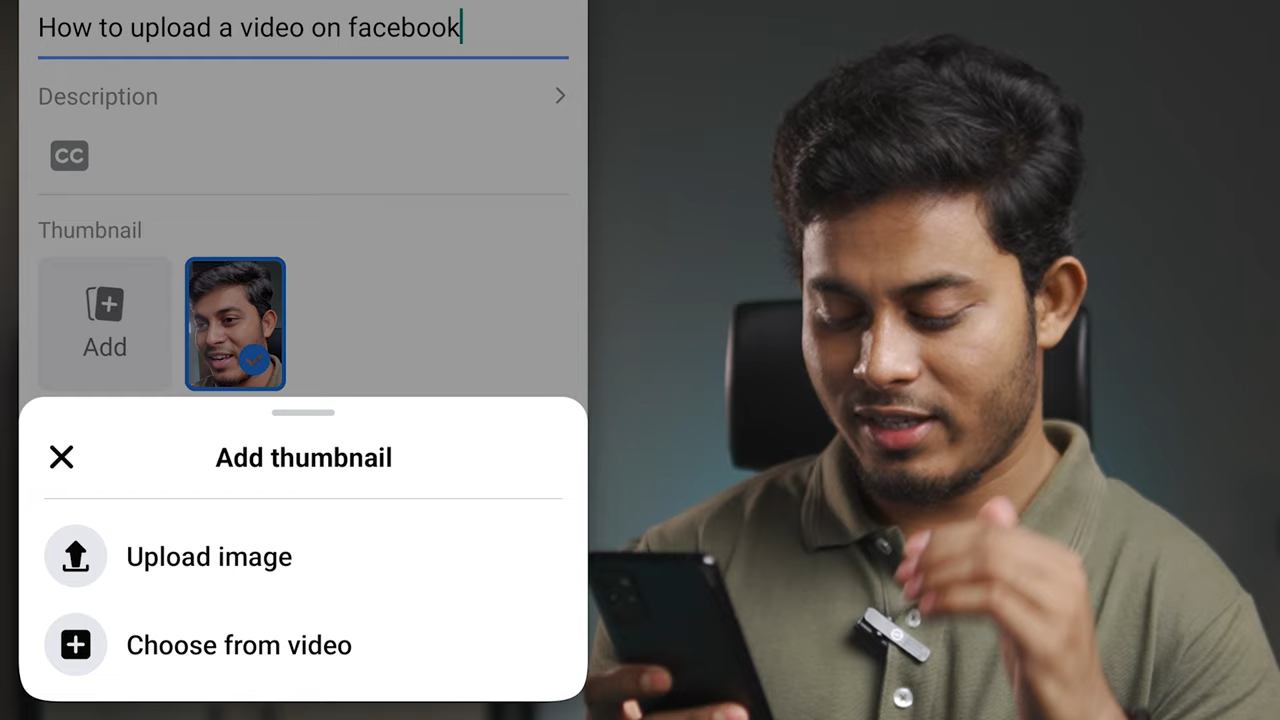 How to upload a video on facebook
Description
CC
Thumbnail
Add
Add thumbnail
Upload image
Choose from video